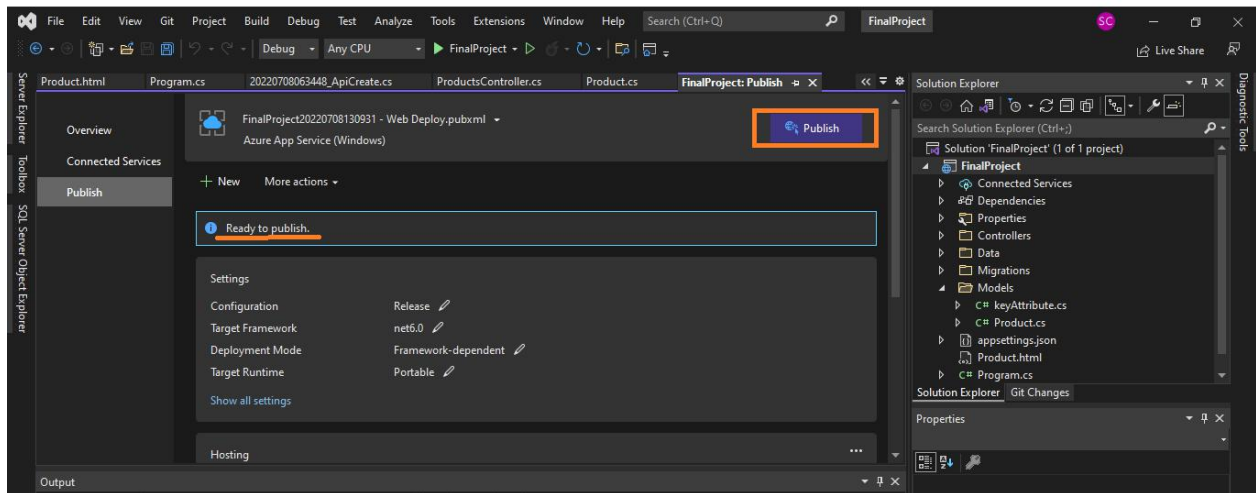 File Edit View Git Project Build Debug Test Analyze Tools Extensions Window Help Search (Ctrl+Q) FinalProject SC
Debug Any CPU FinalProject Live Share
Server Explorer
Toolbox
SQL Server Object Explorer
Product.html Program.cs 20220708063448_ApiCreate.cs ProductsController.cs Product.cs FinalProject: Publish
Overview
Connected Services
Publish
FinalProject20220708130931 - Web Deploy.pubxml
Azure App Service (Windows)
Publish
New More actions
Ready to publish.
Settings
Configuration Release
Target Framework net6.0
Deployment Mode Framework-dependent
Target Runtime Portable
Show all settings
Hosting
Output
Solution Explorer
Search Solution Explorer (Ctrl+;)
Solution 'FinalProject' (1 of 1 project)
FinalProject
Connected Services
Dependencies
Properties
Controllers
Data
Migrations
Models
C# keyAttribute.cs
C# Product.cs
appsettings.json
Product.html
C# Program.cs
Solution Explorer Git Changes
Properties
Diagnostic Tools